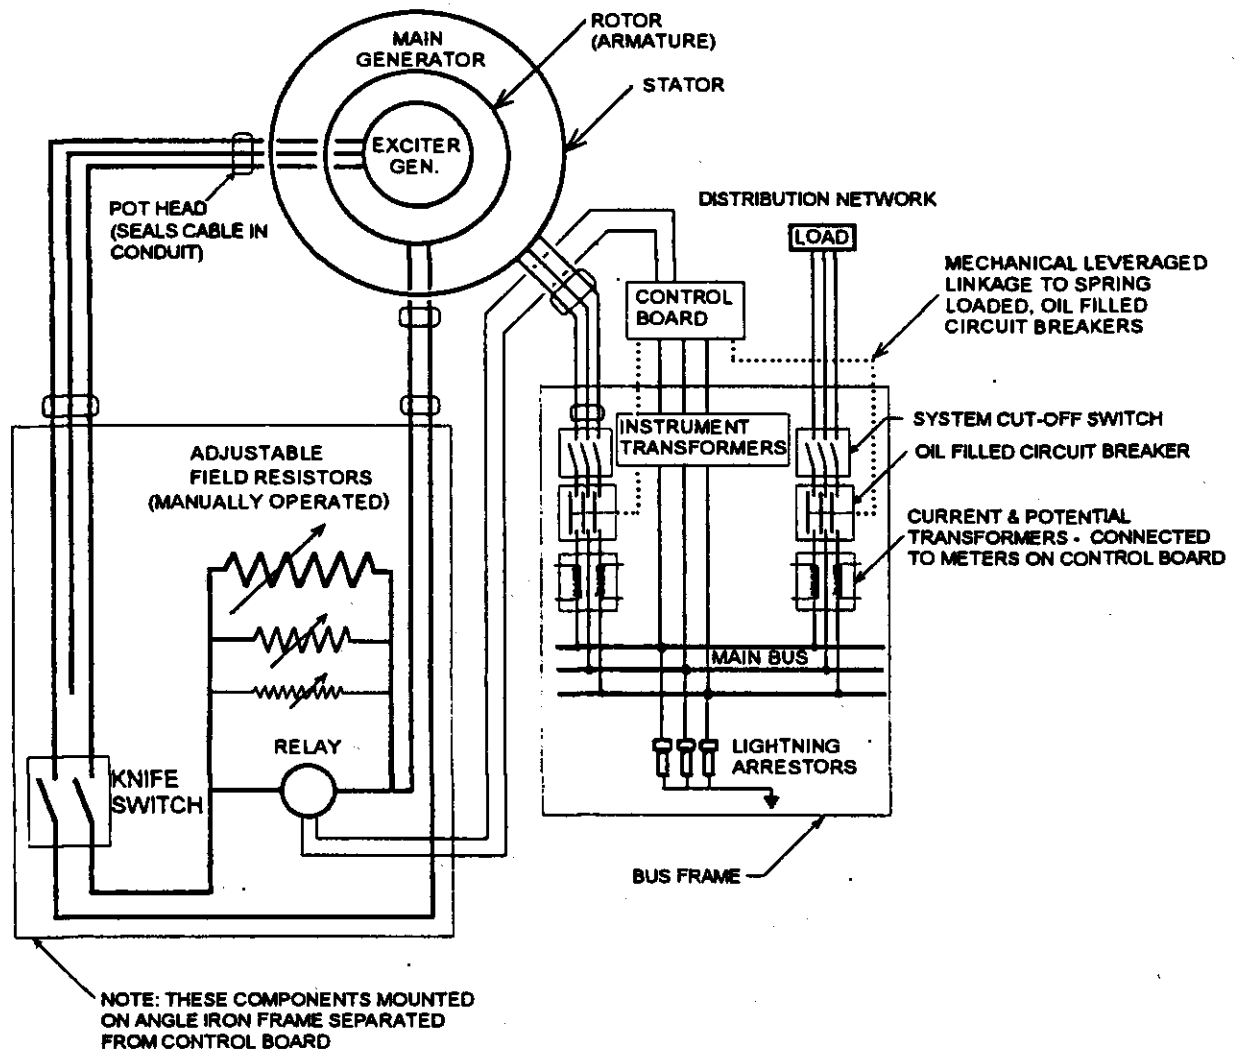 ROTOR
(ARMATURE)
MAIN
GENERATOR
STATOR
EXCITER
GEN.
POT HEAD
(SEALS CABLE IN
CONDUIT)
DISTRIBUTION NETWORK
LOAD
MECHANICAL LEVERAGED
LINKAGE TO SPRING
LOADED, OIL FILLED
CIRCUIT BREAKERS
CONTROL
BOARD
INSTRUMENT
TRANSFORMERS
SYSTEM CUT-OFF SWITCH
OIL FILLED CIRCUIT BREAKER
CURRENT & POTENTIAL
TRANSFORMERS - CONNECTED
TO METERS ON CONTROL BOARD
ADJUSTABLE
FIELD RESISTORS
(MANUALLY OPERATED)
MAIN BUS
RELAY
LIGHTNING
ARRESTORS
KNIFE
SWITCH
BUS FRAME
NOTE: THESE COMPONENTS MOUNTED
ON ANGLE IRON FRAME SEPARATED
FROM CONTROL BOARD